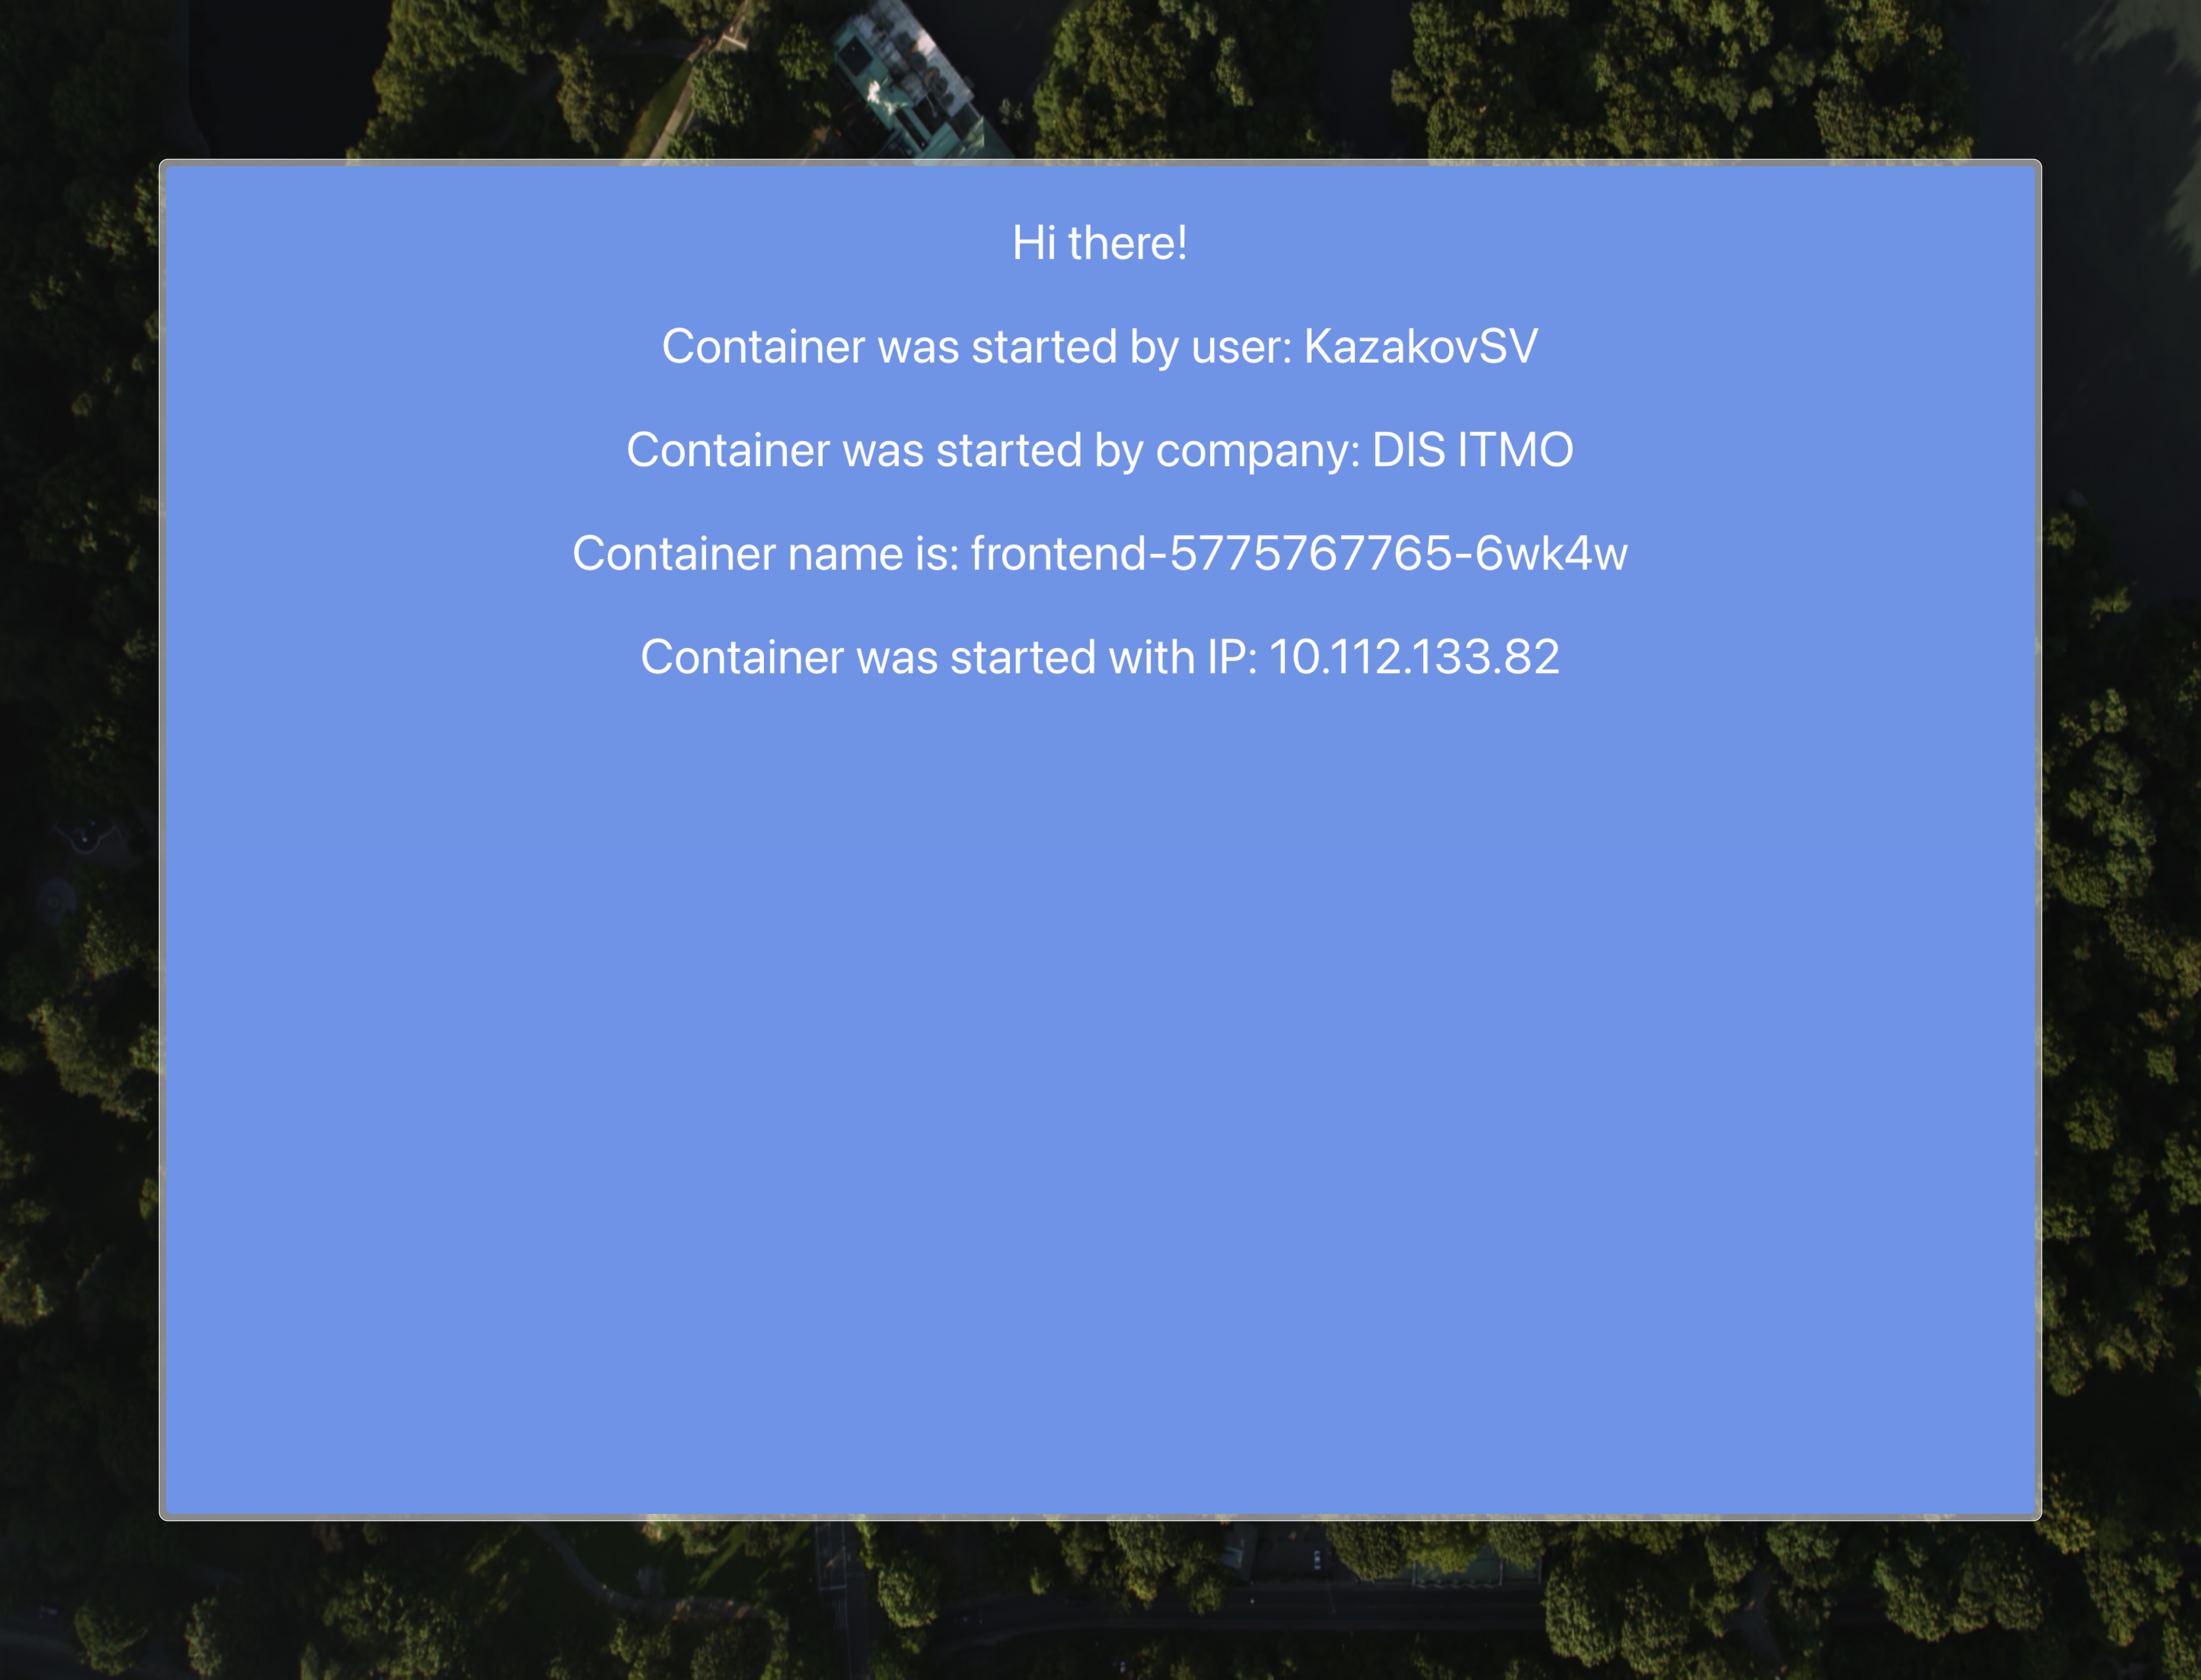 Hi there!
Container was started by user: KazakovSV
Container was started by company: DIS ITMO
Container name is: frontend-5775767765-6wk4w
Container was started with IP: 10.112.133.82